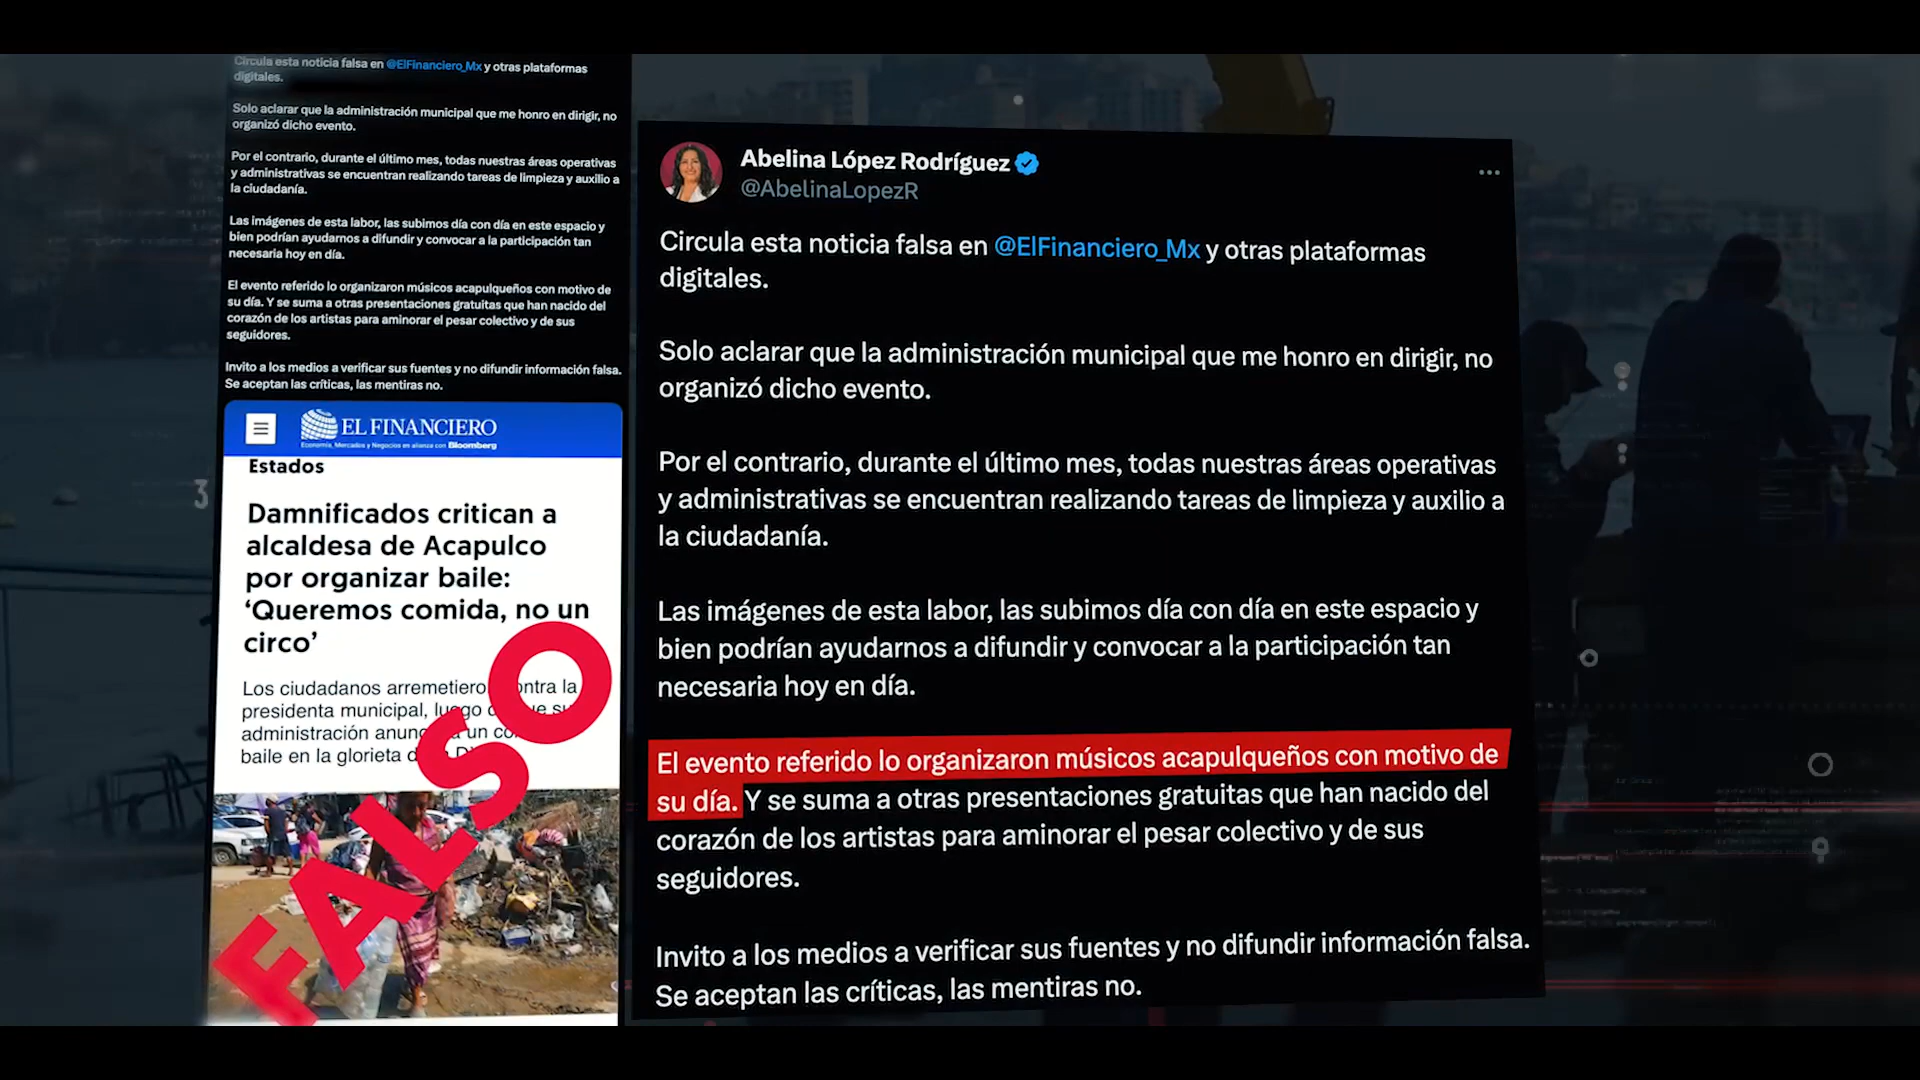 Circula esta noticia falsa en @ElFinanciero_Mx y otras plataformas
digitales.
Solo aclarar que la administración municipal que me honro en dirigir, no
organizó dicho evento.
Por el contrario, durante el último mes, todas nuestras áreas operativas
y administrativas se encuentran realizando tareas de limpieza y auxilio a
la ciudadanía.
Las imágenes de esta labor, las subimos día con día en este espacio y
bien podrían ayudarnos a difundir y convocar a la participación tan
necesaria hoy en día.
El evento referido lo organizaron músicos acapulqueños con motivo de
su día. Y se suma a otras presentaciones gratuitas que han nacido del
corazón de los artistas para aminorar el pesar colectivo y de sus
seguidores.
Invito a los medios a verificar sus fuentes y no difundir información falsa.
Se aceptan las críticas, las mentiras no.
EL FINANCIERO
Economía, Mercados y Negocios en alianza con Bloomberg
Estados
Damnificados critican a
alcaldesa de Acapulco
por organizar baile:
‘Queremos comida, no un
circo’
Los ciudadanos arremetiero ontra la
presidenta municipal, su
administración un
baile en la glorieta
FALSO
3
Abelina López Rodríguez
@AbelinaLopezR
Circula esta noticia falsa en @ElFinanciero_Mx y otras plataformas
digitales.
Solo aclarar que la administración municipal que me honro en dirigir, no
organizó dicho evento.
Por el contrario, durante el último mes, todas nuestras áreas operativas
y administrativas se encuentran realizando tareas de limpieza y auxilio a
la ciudadanía.
Las imágenes de esta labor, las subimos día con día en este espacio y
bien podrían ayudarnos a difundir y convocar a la participación tan
necesaria hoy en día.
El evento referido lo organizaron músicos acapulqueños con motivo de
su día. Y se suma a otras presentaciones gratuitas que han nacido del
corazón de los artistas para aminorar el pesar colectivo y de sus
seguidores.
Invito a los medios a verificar sus fuentes y no difundir información falsa.
Se aceptan las críticas, las mentiras no.